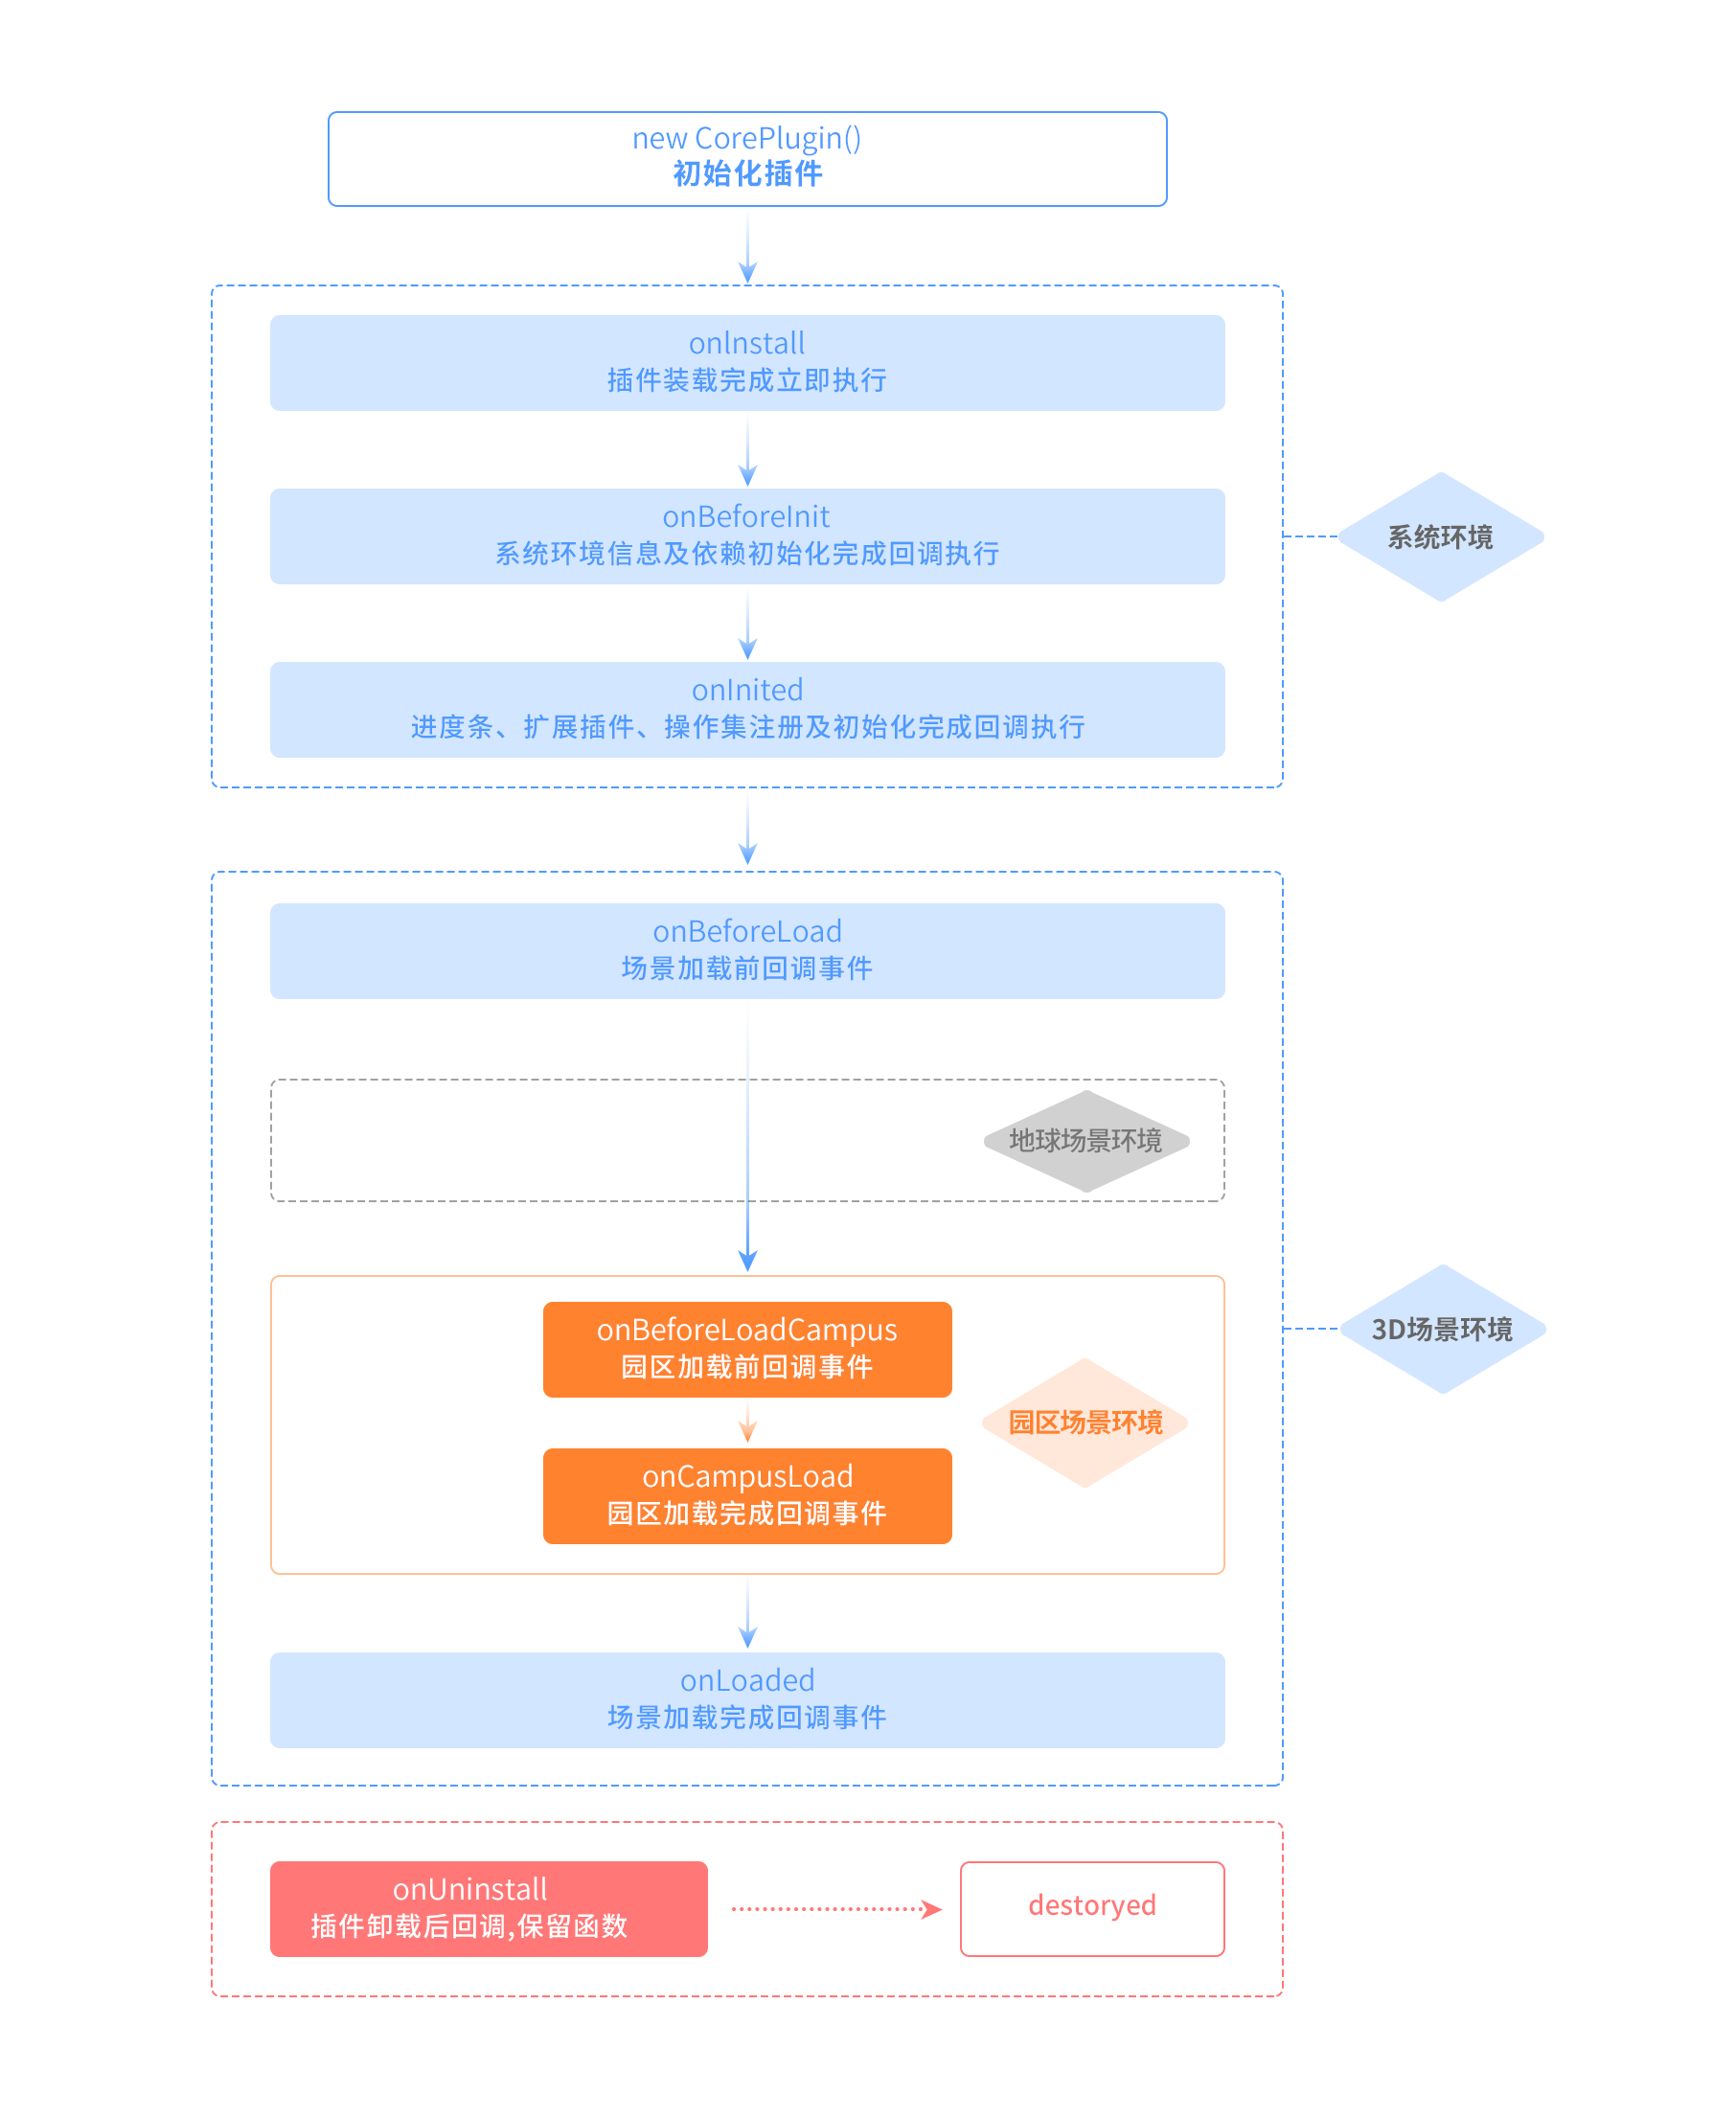 new CorePlugin()
初始化插件
onInstall
插件装载完成立即执行
onBeforeInit
系统环境信息及依赖初始化完成回调执行
系统环境
onInited
进度条、扩展插件、操作集注册及初始化完成回调执行
onBeforeLoad
场景加载前回调事件
地球场景环境
onBeforeLoadCampus
园区加载前回调事件
3D场景环境
园区场景环境
onCampusLoad
园区加载完成回调事件
onLoaded
场景加载完成回调事件
onUninstall
插件卸载后回调,保留函数
destoryed